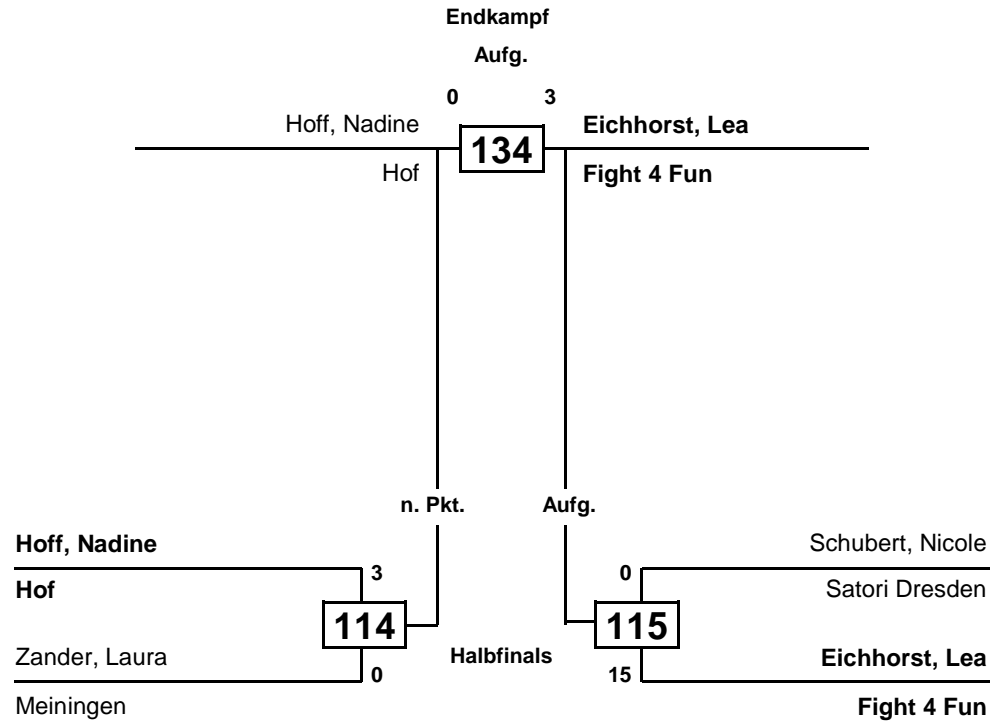 Endkampf
Aufg.
0 3
Hoff, Nadine 134 Eichhorst, Lea
Hof Fight 4 Fun
n. Pkt. Aufg.
Hoff, Nadine Schubert, Nicole
3 0
Hof Satori Dresden
114 115
Zander, Laura Halbfinals Eichhorst, Lea
0 15
Meiningen Fight 4 Fun